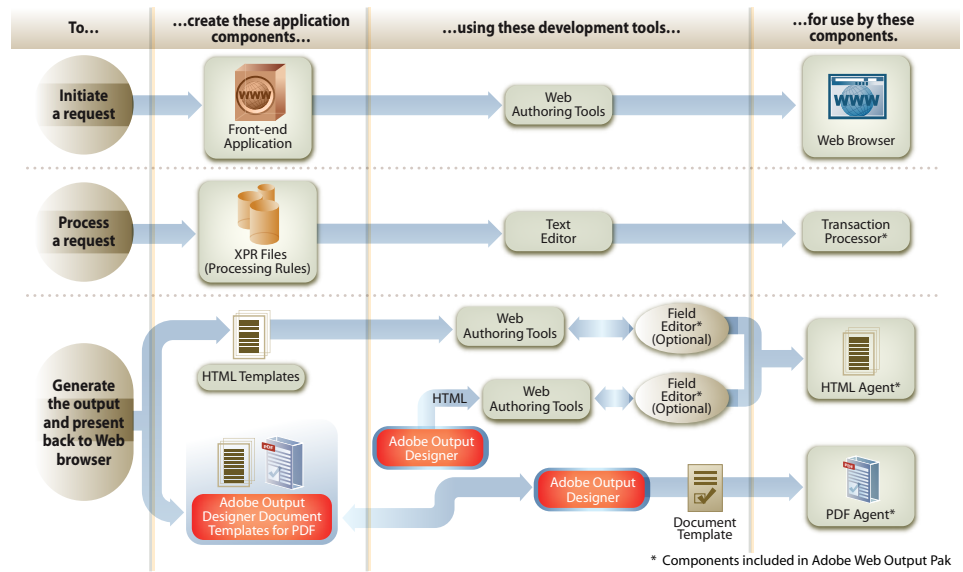 To…
…create these application
components…
…using these development tools…
…for use by these
components.
Initiate
a request
WWW
Front-end
Application
Web
Authoring Tools
WWW
Web Browser
Process
a request
XPR Files
(Processing Rules)
Text
Editor
Transaction
Processor*
Generate
the output
and present
back to Web
browser
HTML Templates
Web
Authoring Tools
Field
Editor*
(Optional)
HTML
Web
Authoring Tools
Field
Editor*
(Optional)
HTML Agent*
Adobe Output
Designer
PDF
Adobe Output
Designer Document
Templates for PDF
Adobe Output
Designer
Document
Template
PDF
PDF Agent*
* Components included in Adobe Web Output Pak